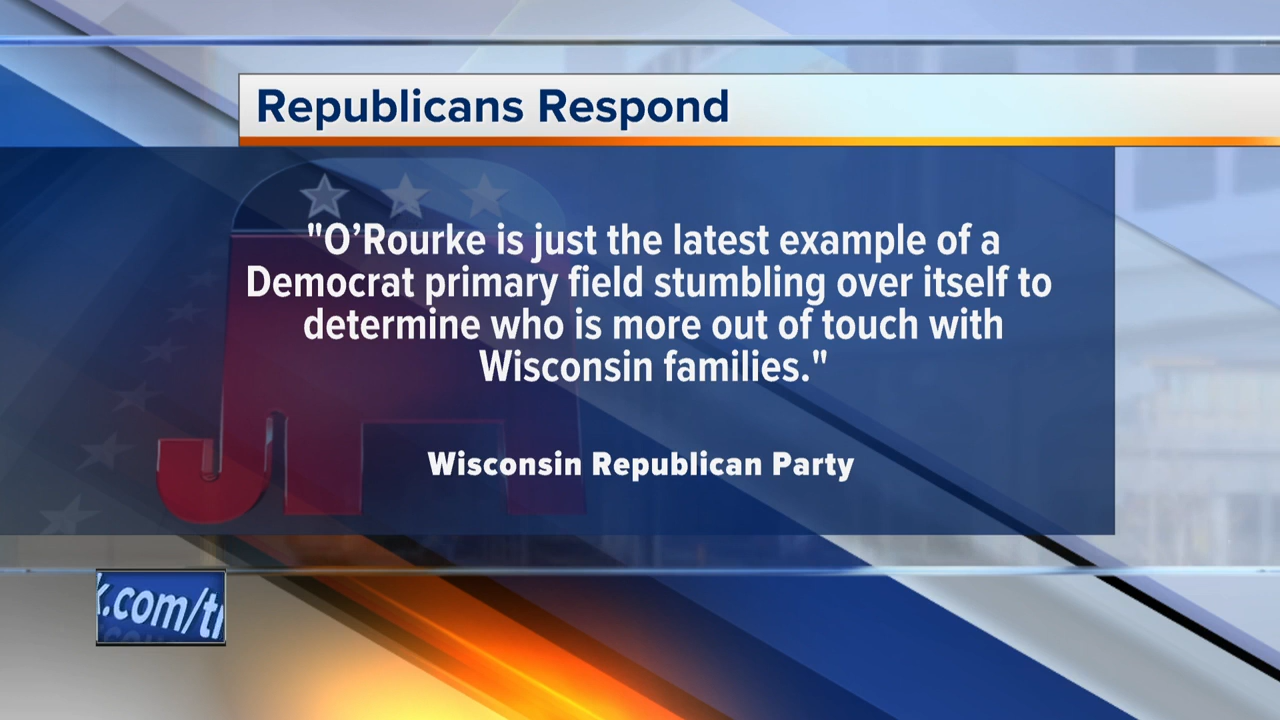 Republicans Respond
"O’Rourke is just the latest example of a
Democrat primary field stumbling over itself to
determine who is more out of touch with
Wisconsin families."
Wisconsin Republican Party
.com/t